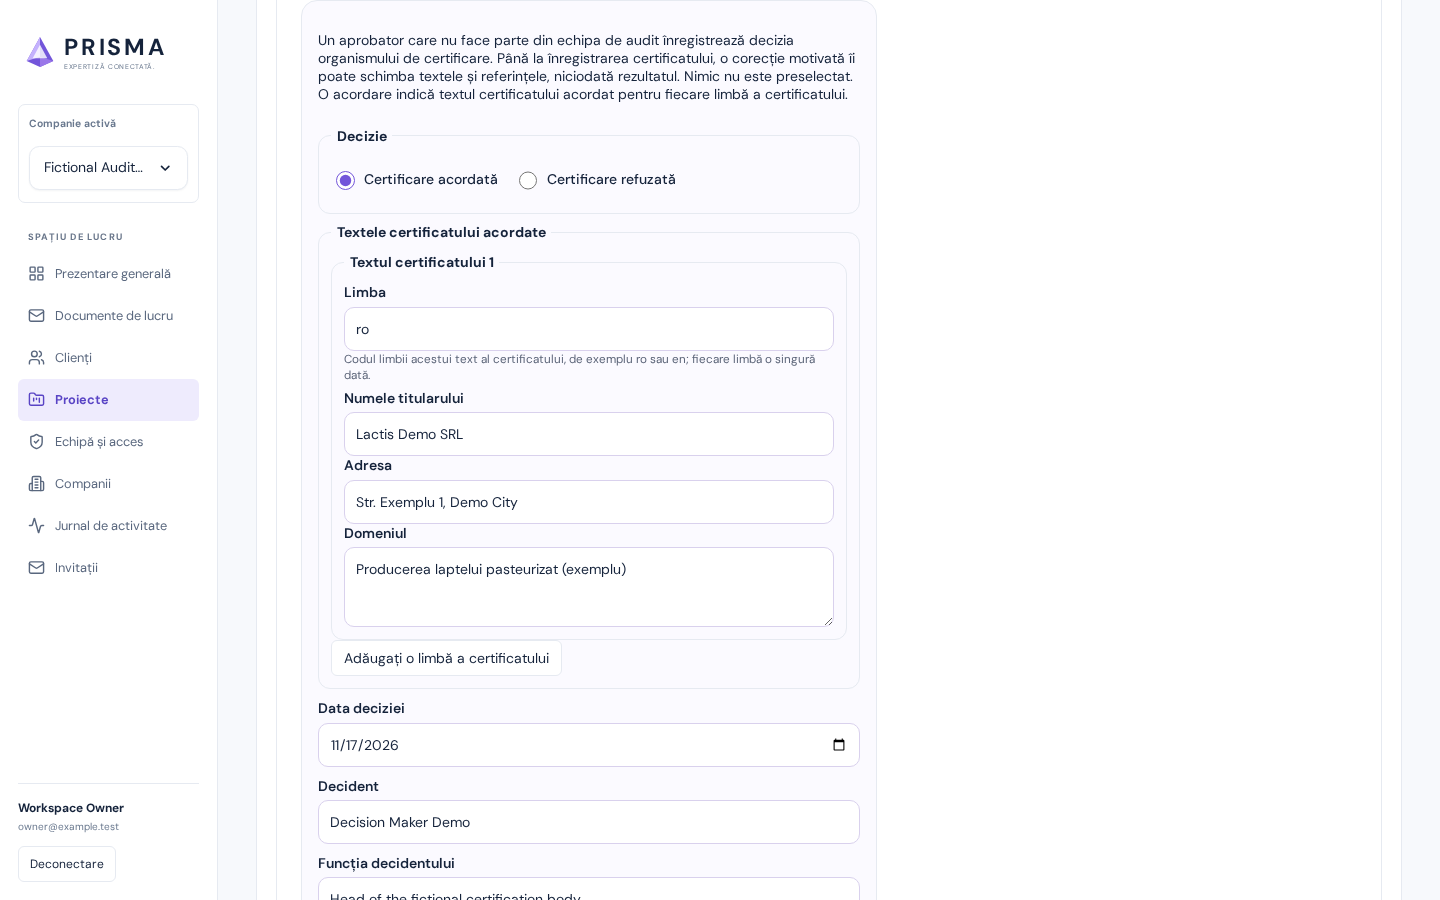 PRISMA
EXPERTIZĂ CONECTATĂ.
Companie activă
Fictional Audit...
SPAȚIU DE LUCRU
Prezentare generală
Documente de lucru
Clienți
Proiecte
Echipă și acces
Companii
Jurnal de activitate
Invitații
Workspace Owner
owner@example.test
Deconectare
Un aprobator care nu face parte din echipa de audit înregistrează decizia
organismului de certificare. Până la înregistrarea certificatului, o corecție motivată îi
poate schimba textele și referințele, niciodată rezultatul. Nimic nu este preselectat.
O acordare indică textul certificatului acordat pentru fiecare limbă a certificatului.
Decizie
Certificare acordată
Certificare refuzată
Textele certificatului acordate
Textul certificatului 1
Limba
ro
Codul limbii acestui text al certificatului, de exemplu ro sau en; fiecare limbă o singură
dată.
Numele titularului
Lactis Demo SRL
Adresa
Str. Exemplu 1, Demo City
Domeniul
Producerea laptelui pasteurizat (exemplu)
Adăugați o limbă a certificatului
Data deciziei
11/17/2026
Decident
Decision Maker Demo
Funcția decidentului
Head of the fictional certification body